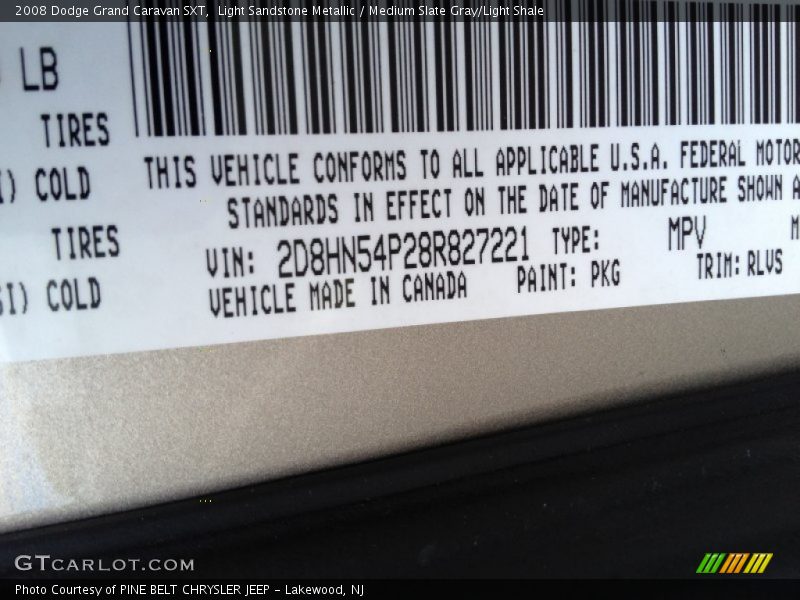 2008 Dodge Grand Caravan SXT,  Light Sandstone Metallic / Medium Slate Gray/Light Shale
LB
TIRES
COLD
TIRES
COLD
THIS VEHICLE CONFORMS TO ALL APPLICABLE U.S.A. FEDERAL MOTOR
STANDARDS IN EFFECT ON THE DATE OF MANUFACTURE SHOWN A
VIN: 2D8HN54P28R827221 TYPE: MPV M
VEHICLE MADE IN CANADA PAINT: PKG TRIM: RLVS
GTCARLOT.COM
Photo Courtesy of PINE BELT CHRYSLER JEEP - Lakewood, NJ